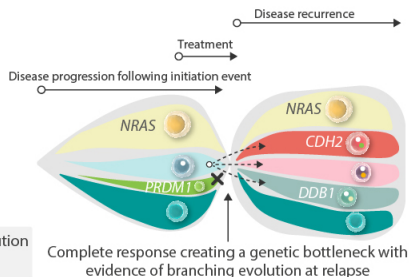 Disease recurrence
Treatment
Disease progression following initiation event
NRAS
NRAS
CDH2
PRDM1
DDB1
ution
Complete response creating a genetic bottleneck with
evidence of branching evolution at relapse